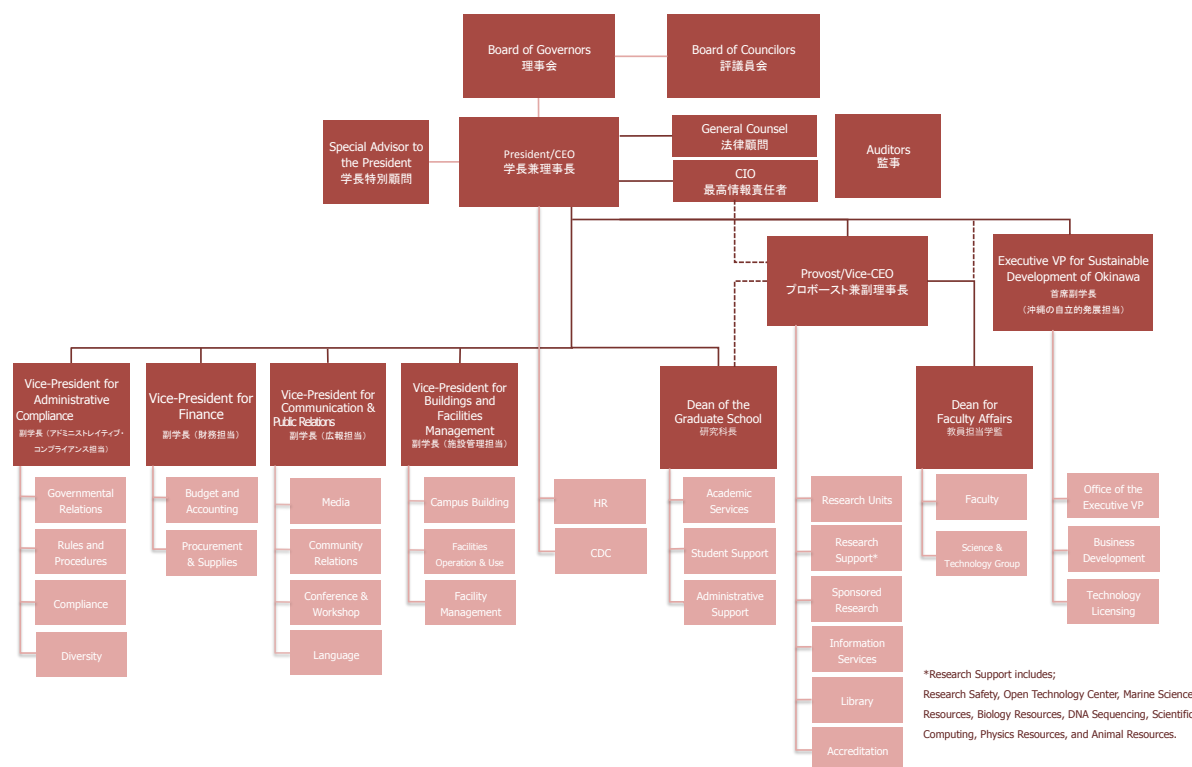 Board of Governors
理事会
Board of Councilors
評議員会
Special Advisor to
the President
学長特別顧問
President/CEO
学長兼理事長
General Counsel
法律顧問
CIO
最高情報責任者
Auditors
監事
Provost/Vice-CEO
プロボースト兼副理事長
Executive VP for Sustainable
Development of Okinawa
首席副学長
(沖縄の自立的発展担当)
Vice-President for
Administrative
Compliance
副学長(アドミニストレイティブ・
コンプライアンス担当)
Vice-President for
Finance
副学長(財務担当)
Vice-President for
Communication &
Public Relations
副学長(広報担当)
Vice-President for
Buildings and
Facilities
Management
副学長(施設管理担当)
Dean of the
Graduate School
研究科長
Dean for
Faculty Affairs
教員担当学監
Governmental
Relations
Rules and
Procedures
Compliance
Diversity
Budget and
Accounting
Procurement
& Supplies
Media
Community
Relations
Conference &
Workshop
Language
Campus Building
Facilities
Operation & Use
Facility
Management
HR
CDC
Academic
Services
Student Support
Administrative
Support
Research Units
Research
Support*
Sponsored
Research
Information
Services
Library
Accreditation
Faculty
Science &
Technology Group
Office of the
Executive VP
Business
Development
Technology
Licensing
*Research Support includes;
Research Safety, Open Technology Center, Marine Science
Resources, Biology Resources, DNA Sequencing, Scientific
Computing, Physics Resources, and Animal Resources.